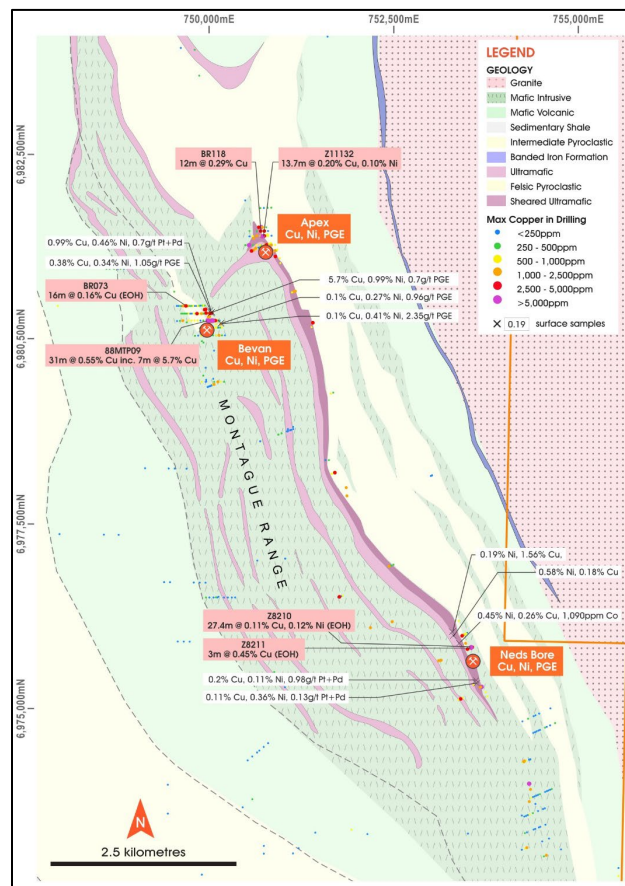 750,000mE
752,500mE
755,000mE
LEGEND
GEOLOGY
Granite
Mafic Intrusive
Mafic Volcanic
Sedimentary Shale
Intermediate Pyroclastic
Banded Iron Formation
Ultramafic
Felsic Pyroclastic
Sheared Ultramafic
Max Copper in Drilling
<250ppm
250 - 500ppm
500 - 1,000ppm
1,000 - 2,500ppm
2,500 - 5,000ppm
>5,000ppm
0.19 surface samples
6,982,500mN
BR118
12m @ 0.29% Cu
Z11132
13.7m @ 0.20% Cu, 0.10% Ni
Apex
Cu, Ni, PGE
0.99% Cu, 0.46% Ni, 0.7g/t Pt+Pd
0.38% Cu, 0.34% Ni, 1.05g/t PGE
BR073
16m @ 0.16% Cu (EOH)
5.7% Cu, 0.99% Ni, 0.7g/t PGE
0.1% Cu, 0.27% Ni, 0.96g/t PGE
0.1% Cu, 0.41% Ni, 2.35g/t PGE
6,980,500mN
88MTP09
31m @ 0.55% Cu inc. 7m @ 5.7% Cu
Bevan
Cu, Ni, PGE
MONTAGUE RANGE
6,977,500mN
0.19% Ni, 1.56% Cu,
0.58% Ni, 0.18% Cu
0.45% Ni, 0.26% Cu, 1,090ppm Co
Z8210
27.4m @ 0.11% Cu, 0.12% Ni (EOH)
Z8211
3m @ 0.45% Cu (EOH)
Neds Bore
Cu, Ni, PGE
0.2% Cu, 0.11% Ni, 0.98g/t Pt+Pd
0.11% Cu, 0.36% Ni, 0.13g/t Pt+Pd
6,975,000mN
N
2.5 kilometres